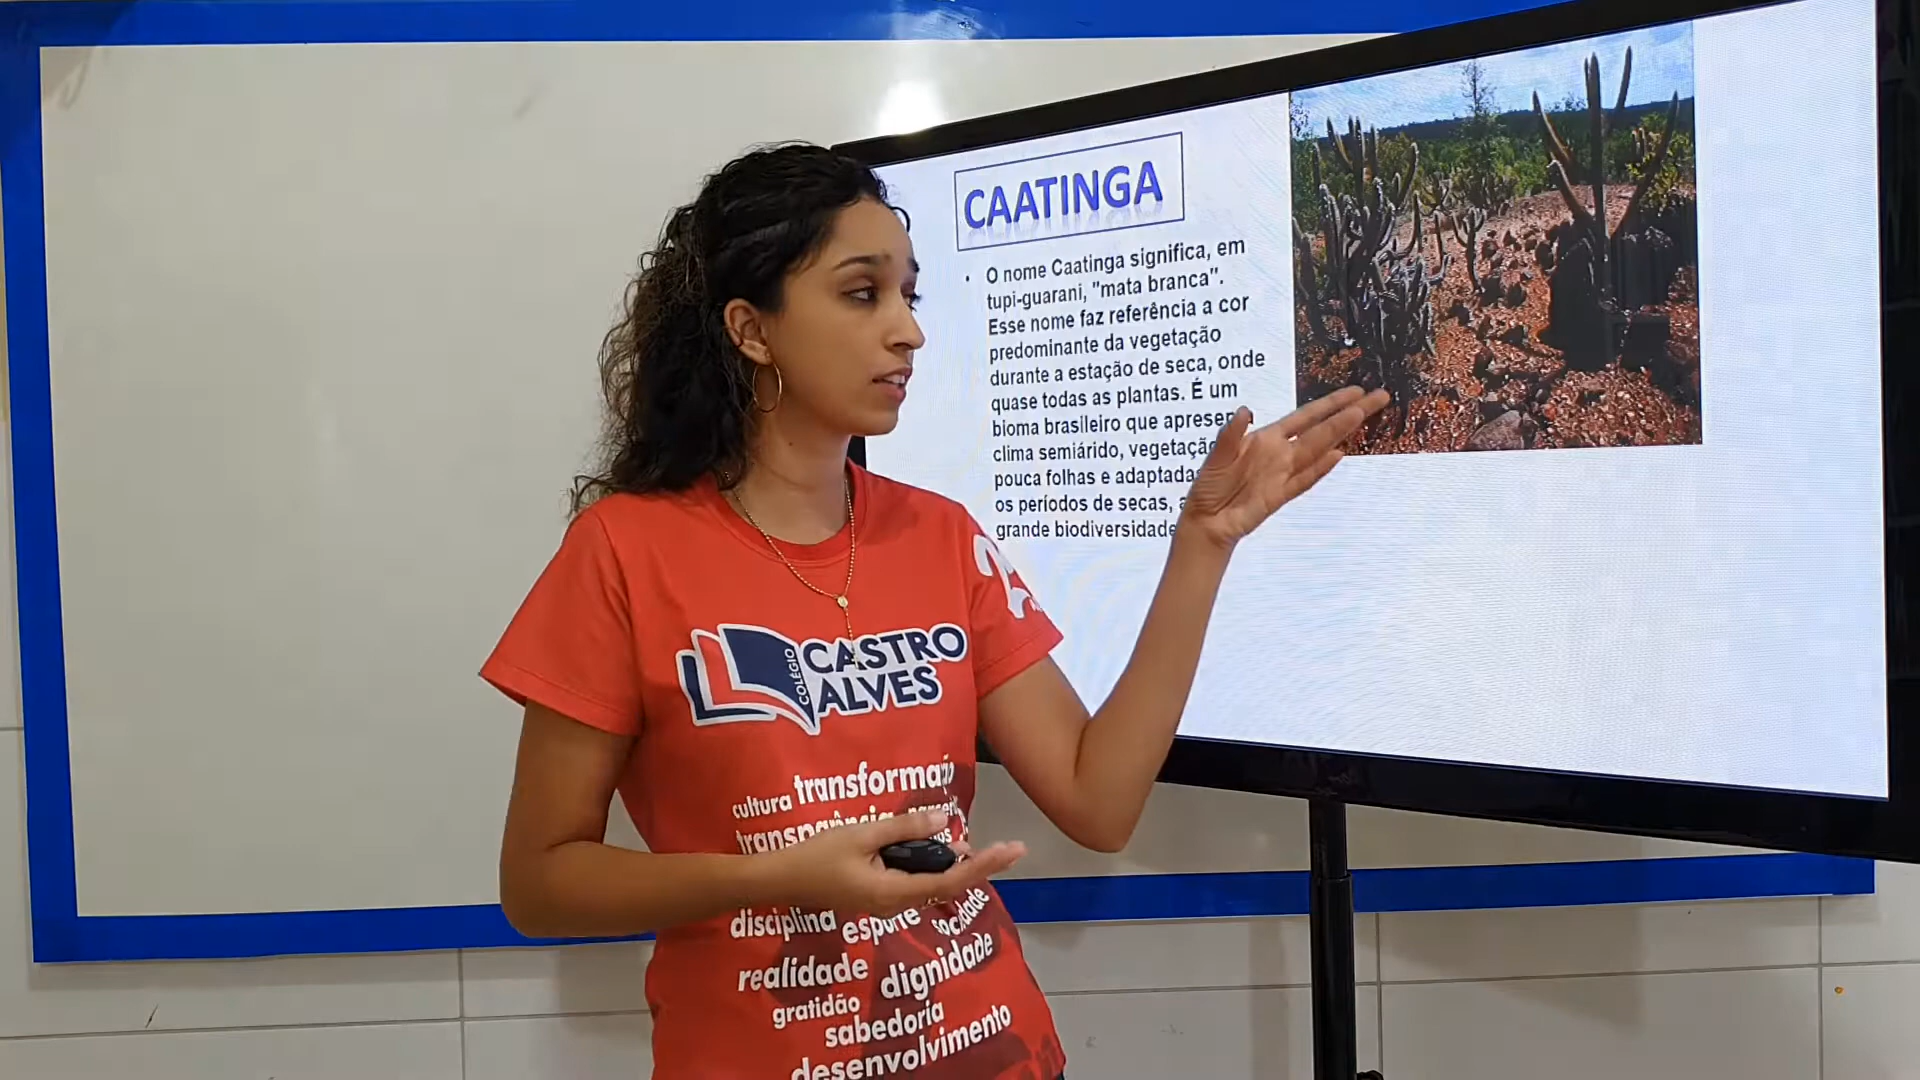 CAATINGA
• O nome Caatinga significa, em
tupi-guarani, "mata branca".
Esse nome faz referência a cor
predominante da vegetação
durante a estação de seca, onde
quase todas as plantas. É um
bioma brasileiro que
clima semiárido,
pouca folhas e
os períodos de secas,
grande biodiversidade
COLÉGIO
CASTRO
ALVES
cultura transformação
transparência
disciplina esporte
realidade dignidade
gratidão
sabedoria
desenvolvimento